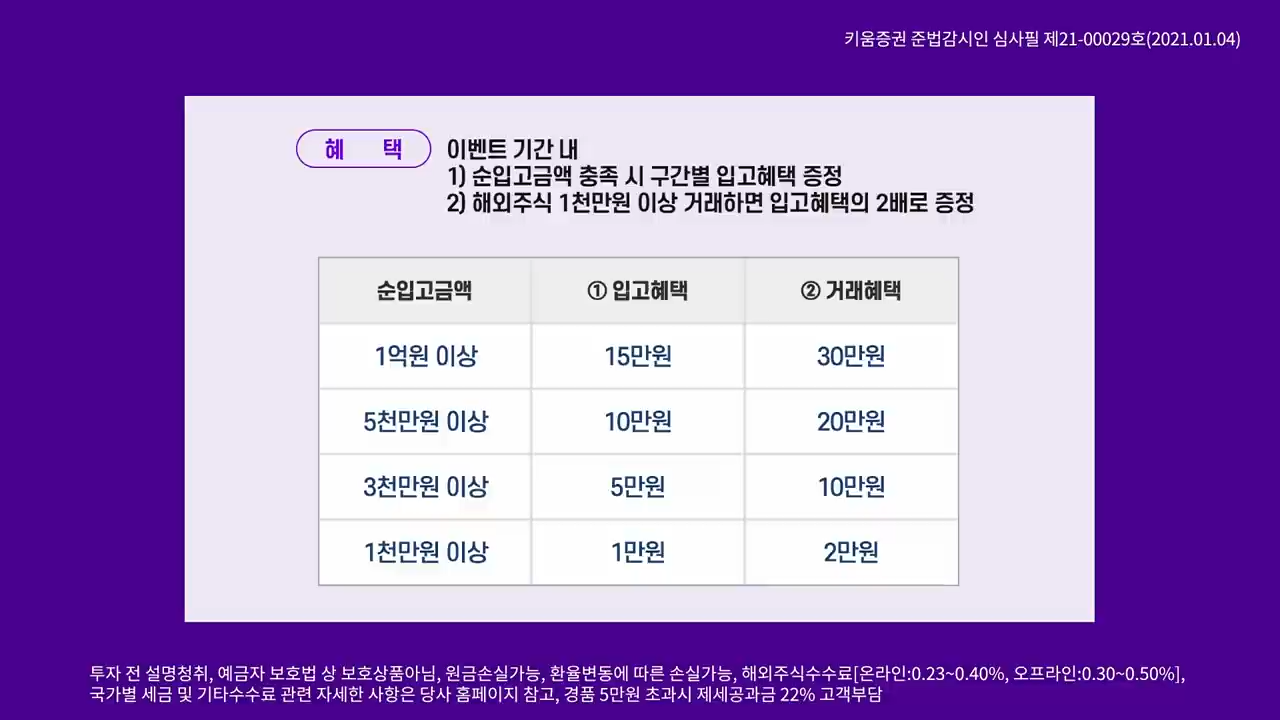 키움증권 준법감시인 심사필 제21-00029호(2021.01.04)
혜 택
이벤트 기간 내
1) 순입고금액 충족 시 구간별 입고혜택 증정
2) 해외주식 1천만원 이상 거래하면 입고혜택의 2배로 증정
순입고금액 ① 입고혜택 ② 거래혜택
1억원 이상 15만원 30만원
5천만원 이상 10만원 20만원
3천만원 이상 5만원 10만원
1천만원 이상 1만원 2만원
투자 전 설명청취, 예금자 보호법 상 보호상품아님, 원금손실가능, 환율변동에 따른 손실가능, 해외주식수수료[온라인:0.23~0.40%, 오프라인:0.30~0.50%],
국가별 세금 및 기타수수료 관련 자세한 사항은 당사 홈페이지 참고, 경품 5만원 초과시 제세공과금 22% 고객부담